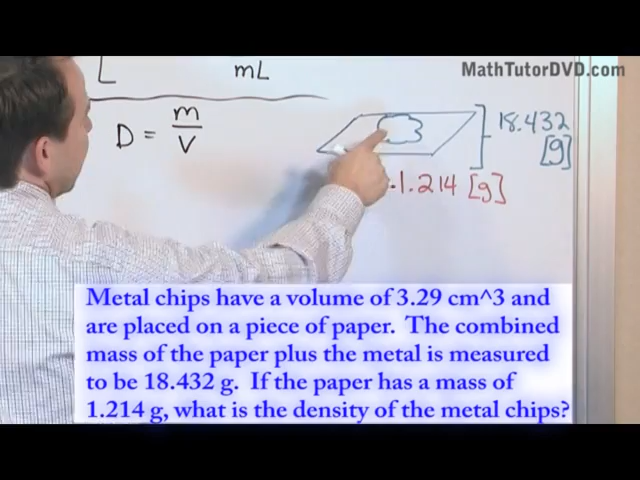 L
mL
MathTutorDVD.com
D = m/V
18.432
[g]
1.214 [g]
Metal chips have a volume of 3.29 cm^3 and
are placed on a piece of paper. The combined
mass of the paper plus the metal is measured
to be 18.432 g. If the paper has a mass of
1.214 g, what is the density of the metal chips?